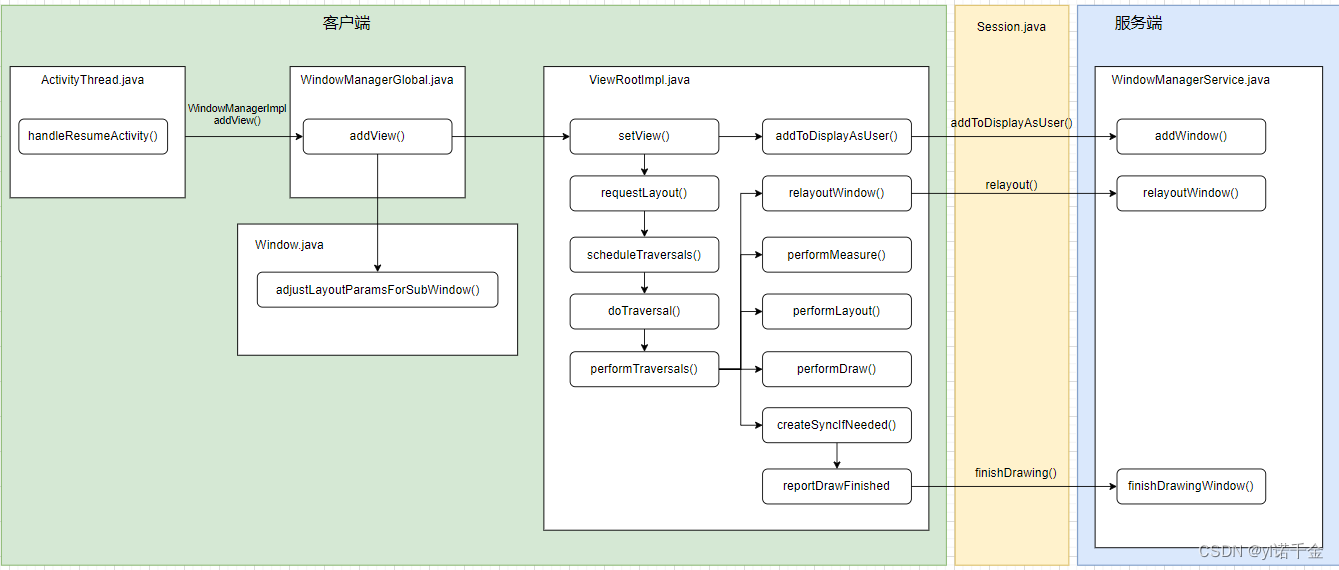 客户端
Session.java
服务端
ActivityThread.java
handleResumeActivity()
WindowManagerImpl
addView()
WindowManagerGlobal.java
addView()
Window.java
adjustLayoutParamsForSubWindow()
ViewRootImpl.java
setView()
requestLayout()
scheduleTraversals()
doTraversal()
performTraversals()
addToDisplayAsUser()
relayoutWindow()
performMeasure()
performLayout()
performDraw()
createSyncIfNeeded()
reportDrawFinished
addToDisplayAsUser()
relayout()
finishDrawing()
WindowManagerService.java
addWindow()
relayoutWindow()
finishDrawingWindow()
CSDN @yi诺千金